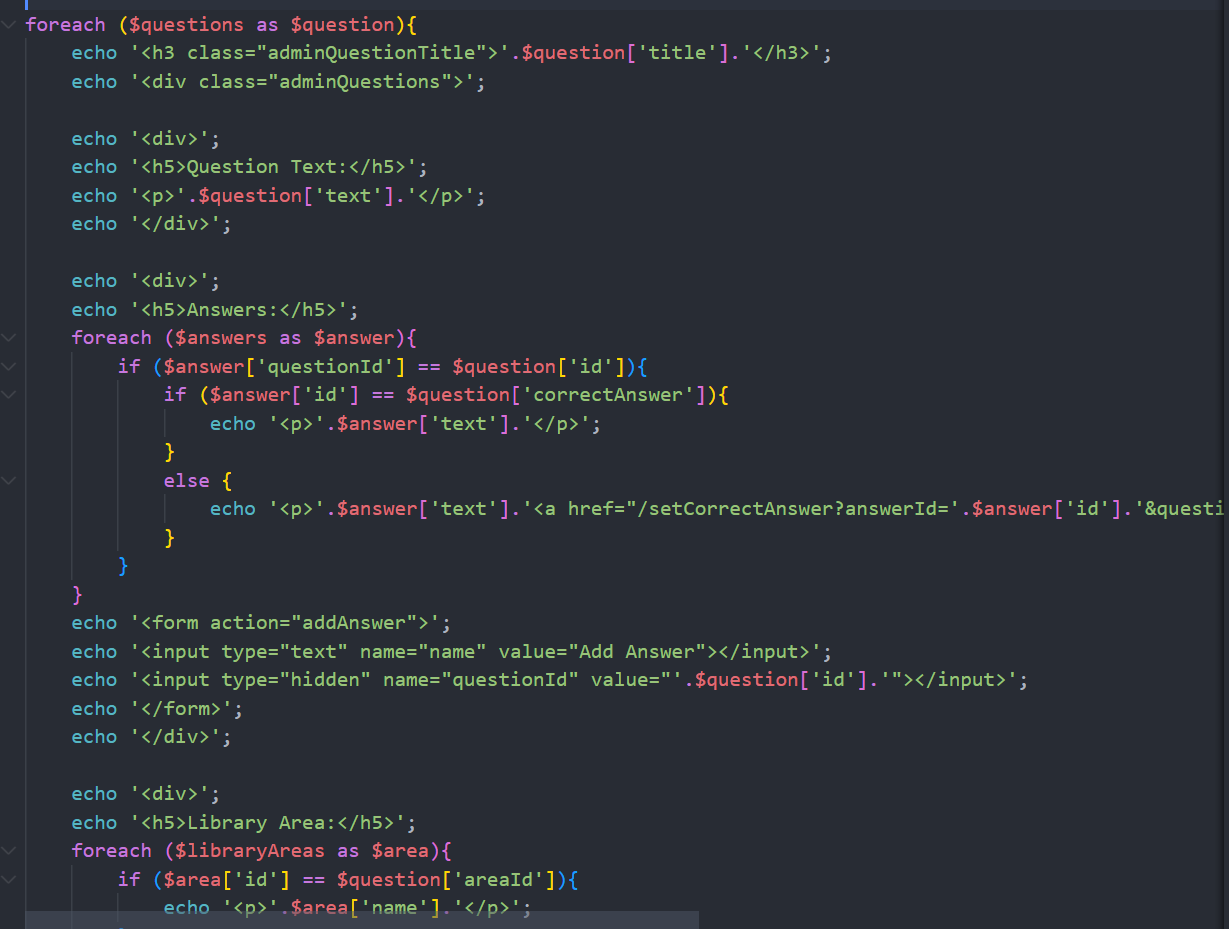 foreach ($questions as $question){
echo '<h3 class="adminQuestionTitle">'.$question['title'].'</h3>';
echo '<div class="adminQuestions">';
echo '<div>';
echo '<h5>Question Text:</h5>';
echo '<p>'.$question['text'].'</p>';
echo '</div>';
echo '<div>';
echo '<h5>Answers:</h5>';
foreach ($answers as $answer){
if ($answer['questionId'] == $question['id']){
if ($answer['id'] == $question['correctAnswer']){
echo '<p>'.$answer['text'].'</p>';
}
else {
echo '<p>'.$answer['text'].'<a href="/setCorrectAnswer?answerId='.$answer['id'].'&questi
}
}
}
echo '<form action="addAnswer">';
echo '<input type="text" name="name" value="Add Answer"></input>';
echo '<input type="hidden" name="questionId" value="'.$question['id'].'"></input>';
echo '</form>';
echo '</div>';
echo '<div>';
echo '<h5>Library Area:</h5>';
foreach ($libraryAreas as $area){
if ($area['id'] == $question['areaId']){
echo '<p>'.$area['name'].'</p>';